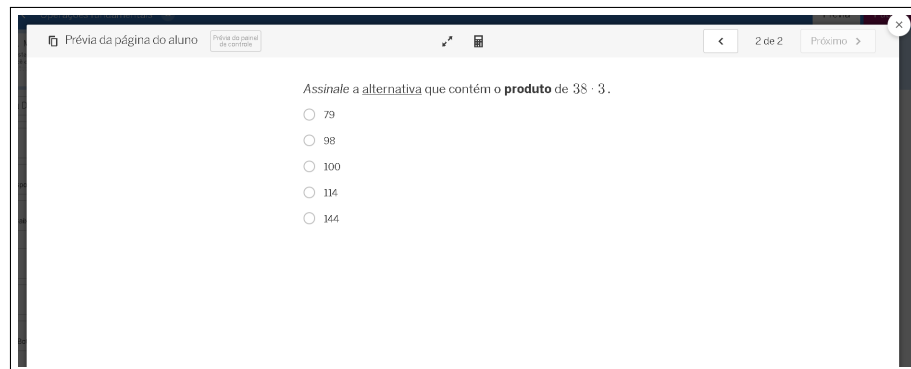 Prévia da página do aluno
Prévia do painel de controle
2 de 2
Próximo
Assinale a alternativa que contém o produto de 38 · 3.
79
98
100
114
144